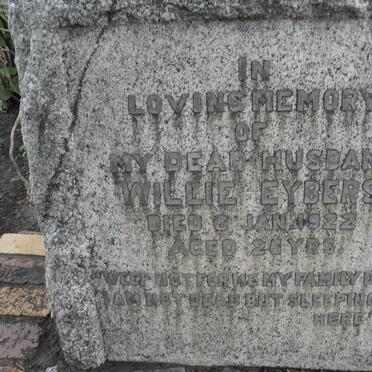 IN
LOVING MEMORY
OF
MY DEAR HUSBAN
WILLIE EYBERS
DIED 6 JAN. 1922
AGED 26 YRS.
"WEEP NOT FOR ME MY FAMILY
I AM NOT DEAD BUT SLEEPING
HERE"